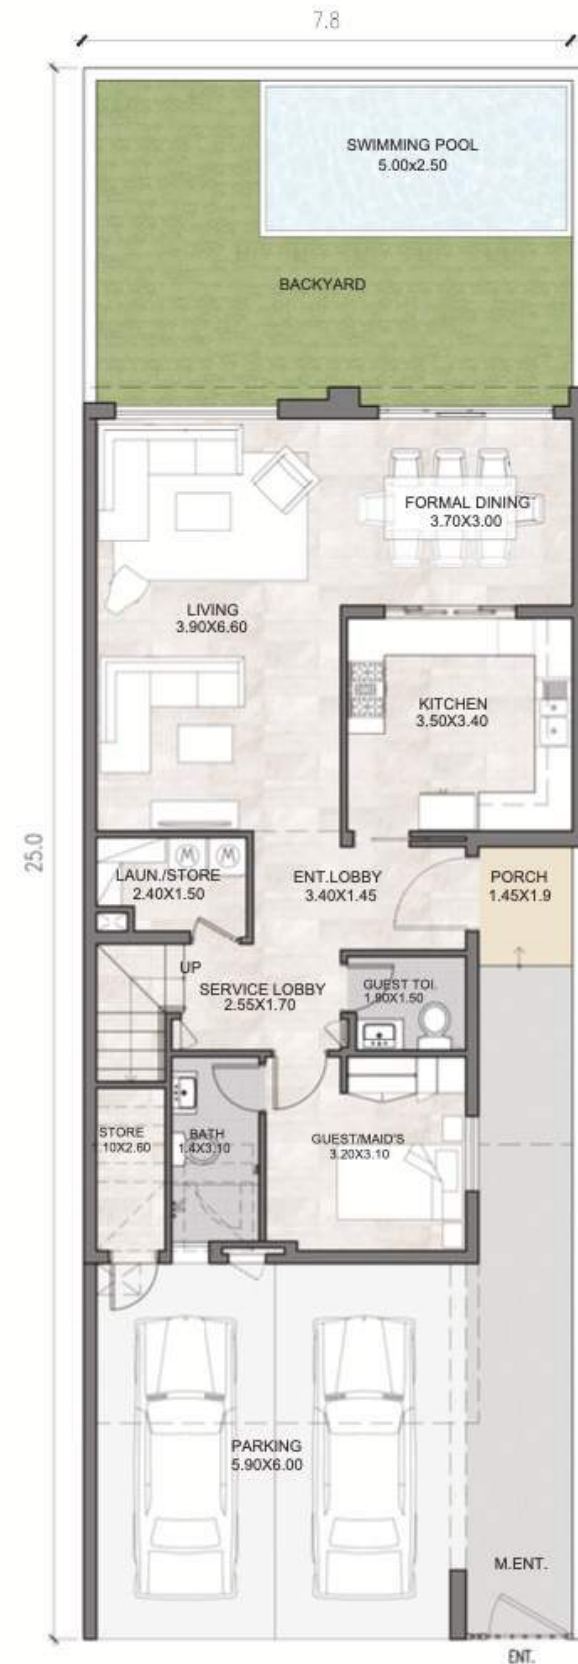 7.8
25.0
SWIMMING POOL
5.00x2.50
BACKYARD
FORMAL DINING
3.70X3.00
LIVING
3.90X6.60
KITCHEN
3.50X3.40
LAUN./STORE
2.40X1.50
M
M
ENT.LOBBY
3.40X1.45
PORCH
1.45X1.9
UP
SERVICE LOBBY
2.55X1.70
GUEST TOI.
1.90X1.50
STORE
1.10X2.60
BATH
1.4X3.10
GUEST/MAID'S
3.20X3.10
PARKING
5.90X6.00
M.ENT.
ENT.